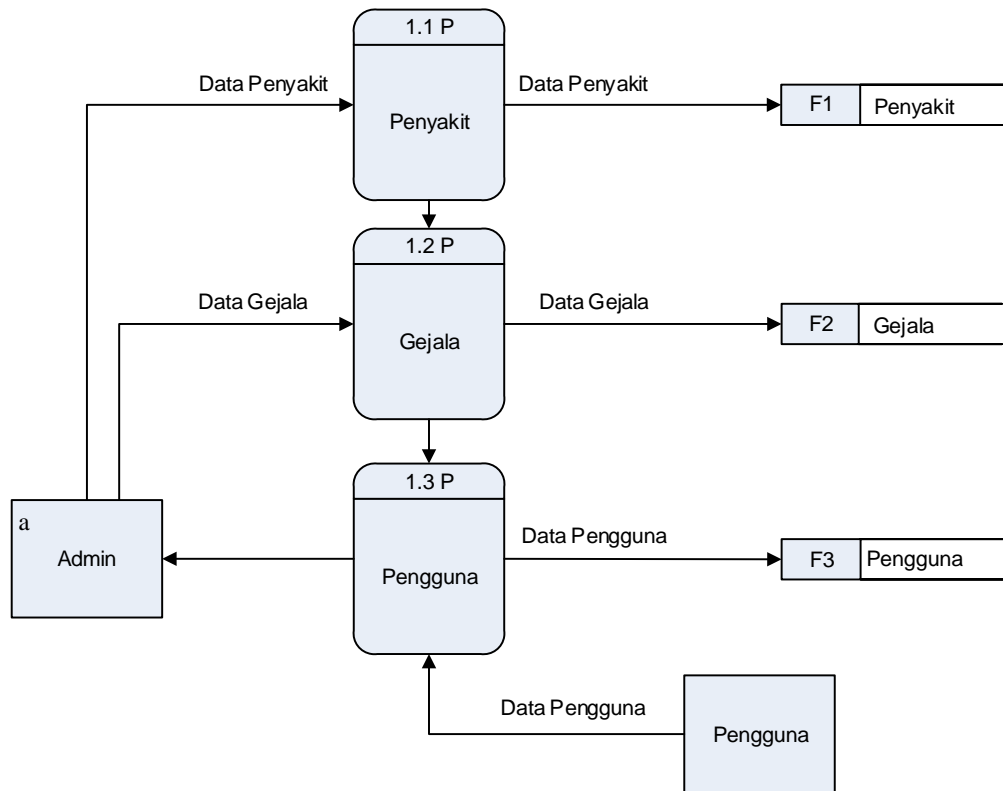 1.1 P
Data Penyakit
Data Penyakit
Penyakit
F1
Penyakit
1.2 P
Data Gejala
Data Gejala
Gejala
F2
Gejala
1.3 P
a
Admin
Data Pengguna
Pengguna
F3
Pengguna
Data Pengguna
Pengguna